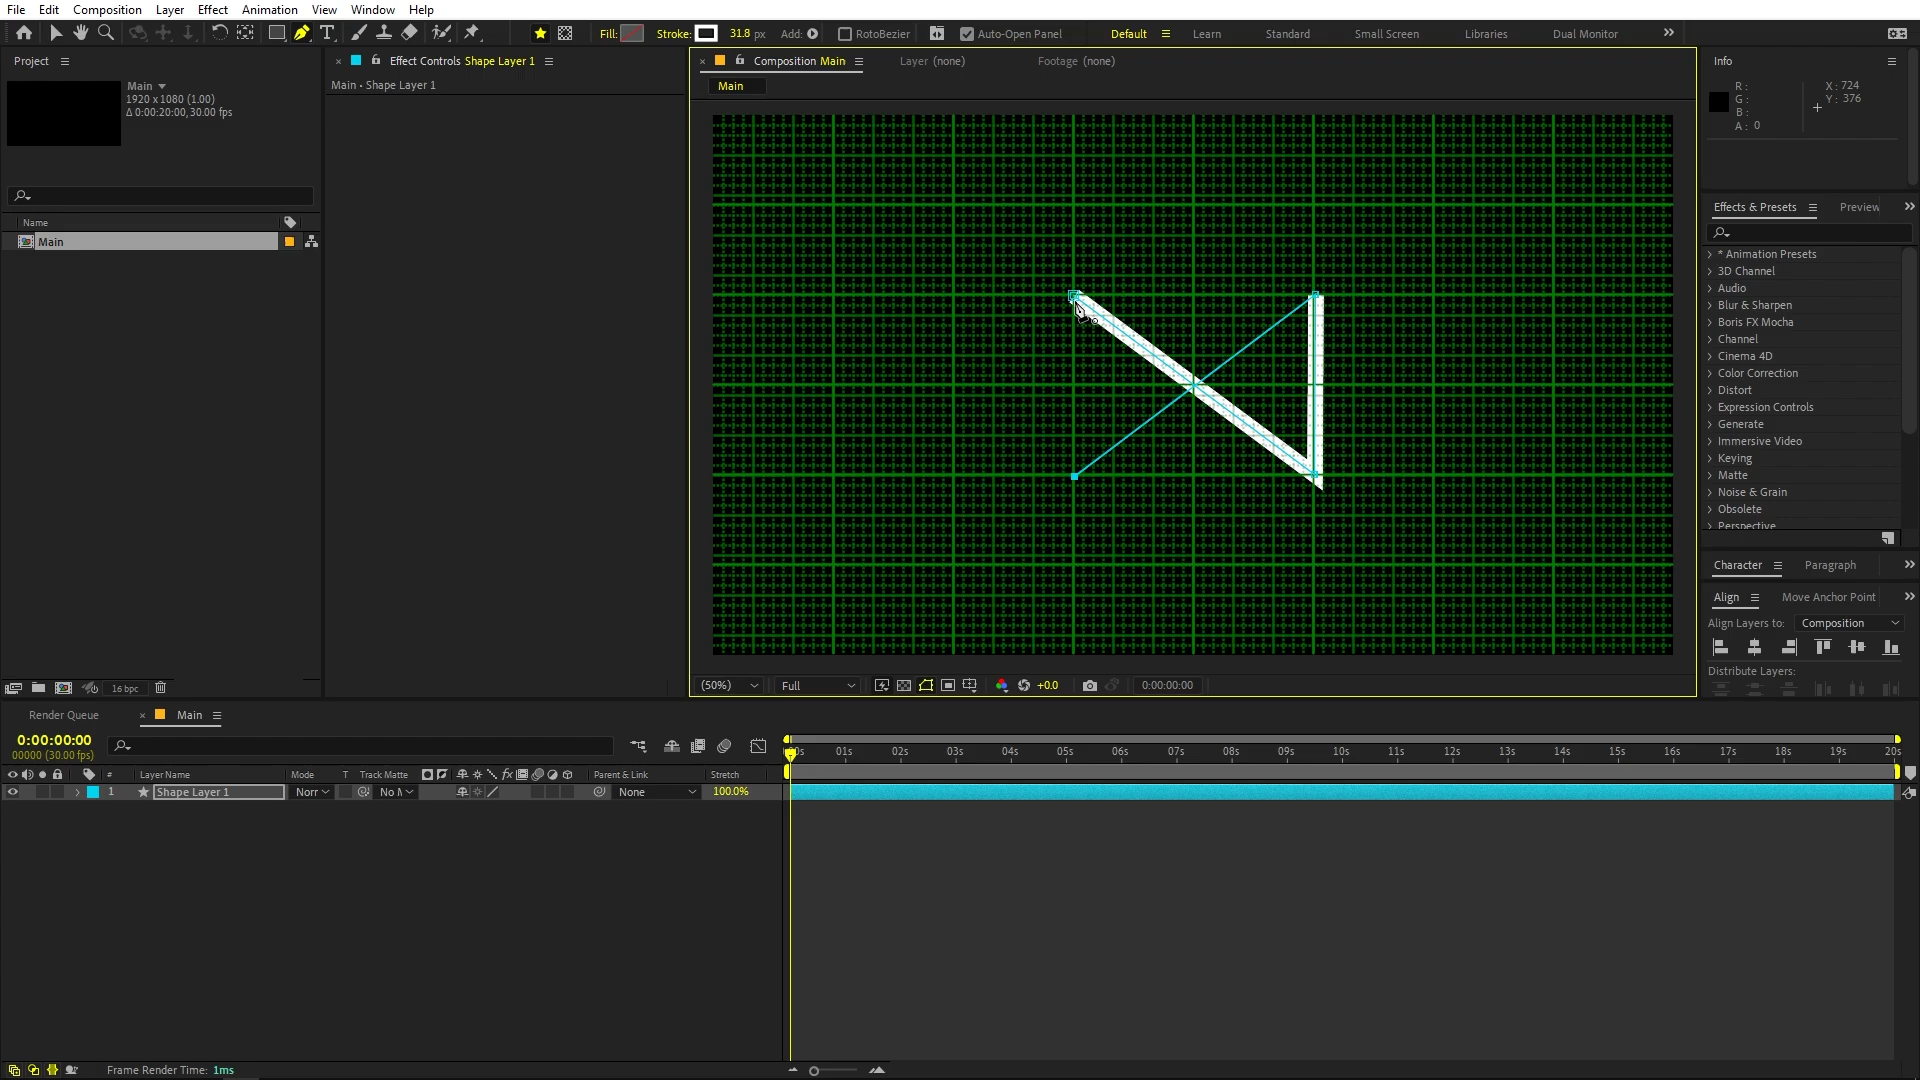 File Edit Composition Layer Effect Animation View Window Help
Fill: Stroke: 31.8 px Add: RotoBezier Auto-Open Panel Default Learn Standard Small Screen Libraries Dual Monitor
Project
Main
1920 x 1080 (1.00)
Δ 0:00:20:00, 30.00 fps
Name
Main
16 bpc
Effect Controls Shape Layer 1
Main • Shape Layer 1
Composition Main Layer (none) Footage (none)
Main
(50%) Full +0.0 0:00:00:00
Info
R: X: 724
G: Y: 376
B:
A: 0
Effects & Presets Preview
* Animation Presets
3D Channel
Audio
Blur & Sharpen
Boris FX Mocha
Channel
Cinema 4D
Color Correction
Distort
Expression Controls
Generate
Immersive Video
Keying
Matte
Noise & Grain
Obsolete
Perspective
Character Paragraph
Align Move Anchor Point
Align Layers to: Composition
Distribute Layers:
Render Queue Main
0:00:00:00
00000 (30.00 fps)
00s 01s 02s 03s 04s 05s 06s 07s 08s 09s 10s 11s 12s 13s 14s 15s 16s 17s 18s 19s 20s
# Layer Name Mode T Track Matte fx Parent & Link Stretch
1 Shape Layer 1 Norr No M None 100.0%
Frame Render Time: 1ms